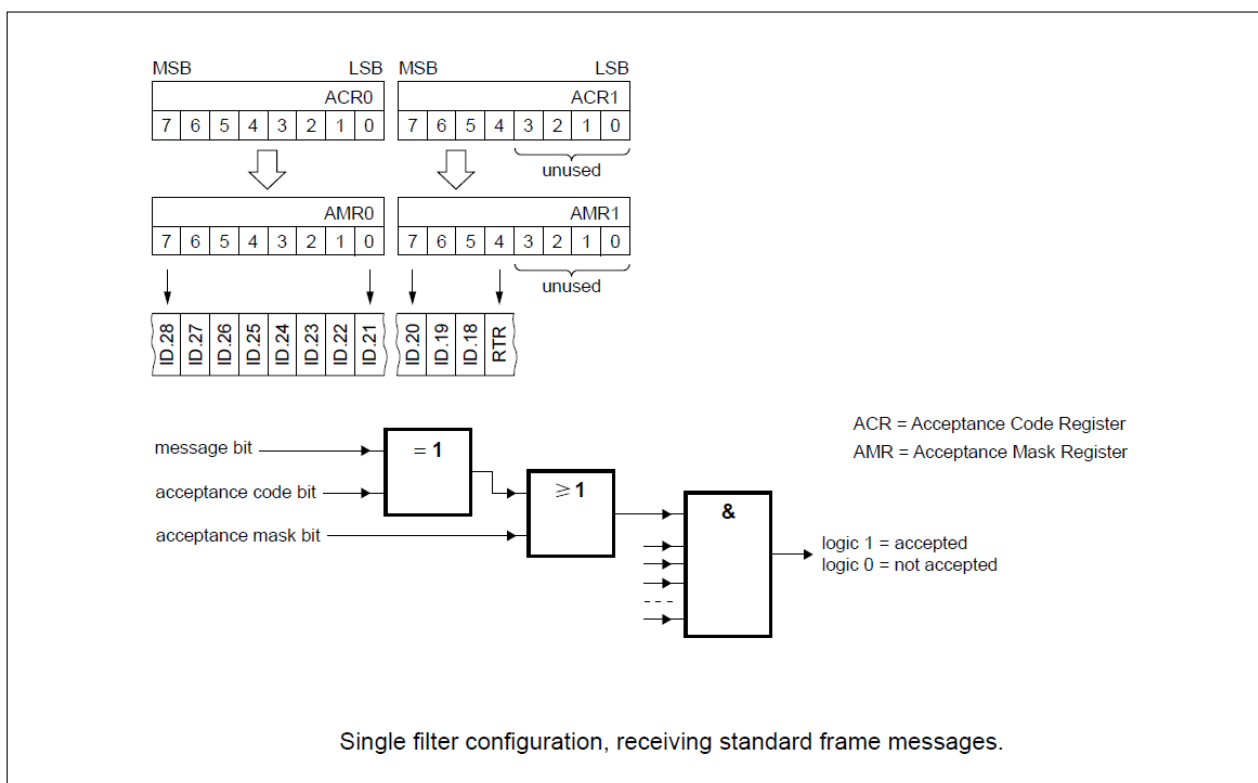 MSB LSB MSB LSB
ACR0 ACR1
7 6 5 4 3 2 1 0 7 6 5 4 3 2 1 0
unused
AMR0 AMR1
7 6 5 4 3 2 1 0 7 6 5 4 3 2 1 0
unused
ID.28 ID.27 ID.26 ID.25 ID.24 ID.23 ID.22 ID.21 ID.20 ID.19 ID.18 RTR
ACR = Acceptance Code Register
AMR = Acceptance Mask Register
message bit
= 1
acceptance code bit
≥ 1
acceptance mask bit
&
logic 1 = accepted
logic 0 = not accepted
Single filter configuration, receiving standard frame messages.